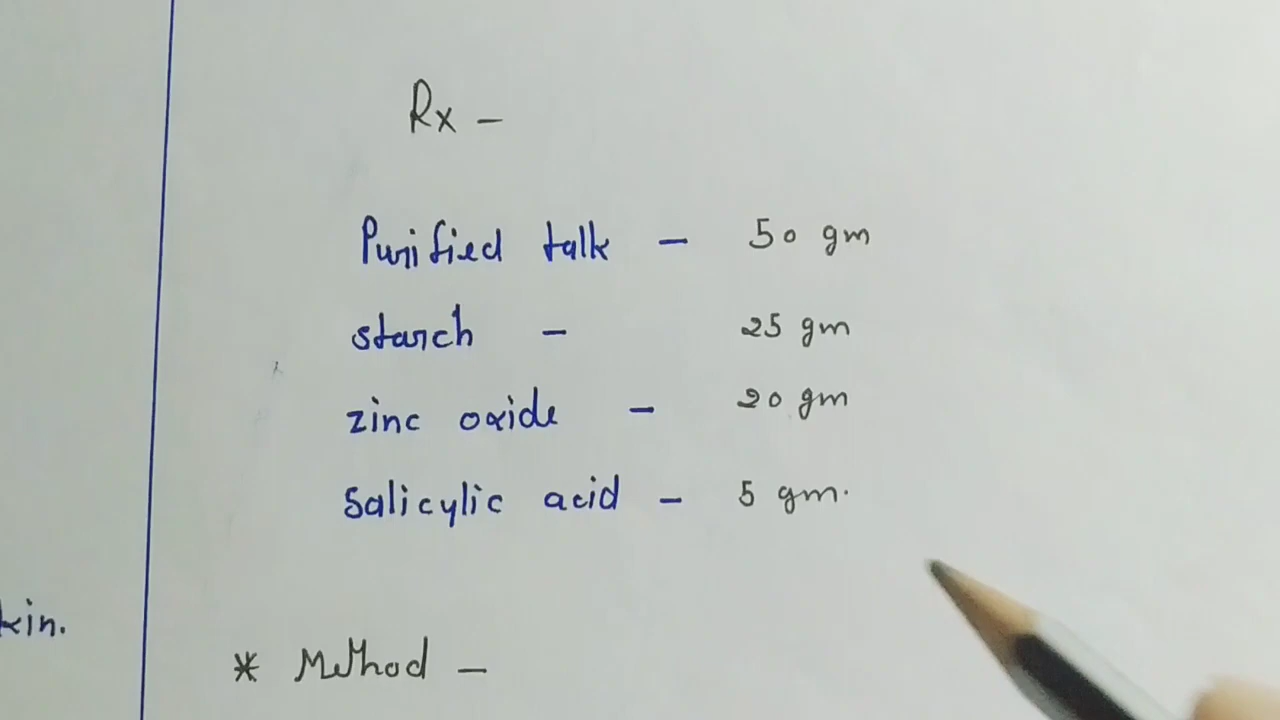 Rx -
Purified talk - 50 gm
starch - 25 gm
zinc oxide - 20 gm
Salicylic acid - 5 gm.
kin.
* Method -